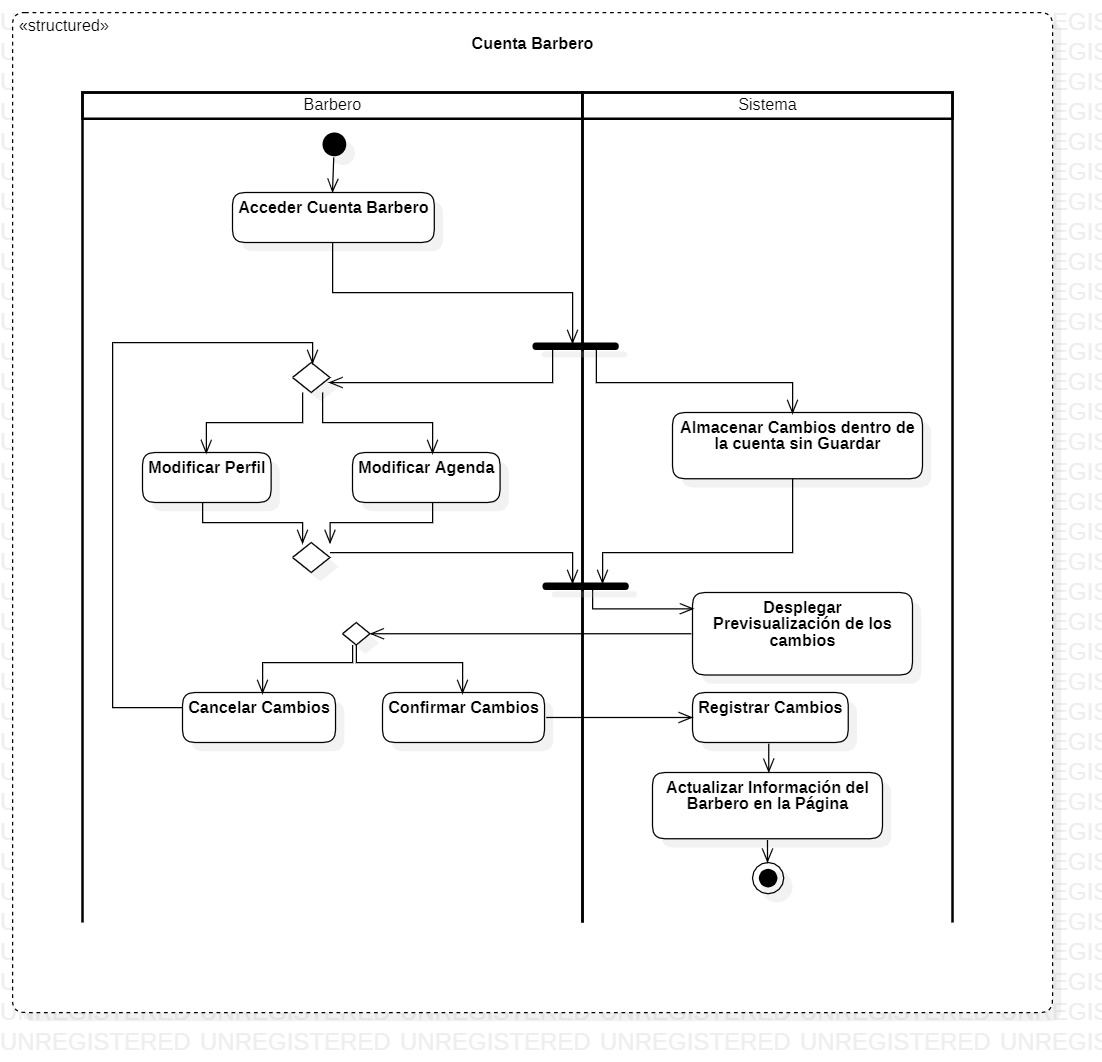 «structured»
Cuenta Barbero
Barbero
Sistema
Acceder Cuenta Barbero
Almacenar Cambios dentro de
la cuenta sin Guardar
Modificar Perfil
Modificar Agenda
Desplegar
Previsualización de los
cambios
Cancelar Cambios
Confirmar Cambios
Registrar Cambios
Actualizar Información del
Barbero en la Página
UNREGISTERED UNREGISTERED UNREGISTERED UNREGISTERED UNREGISTERED UNREGIS